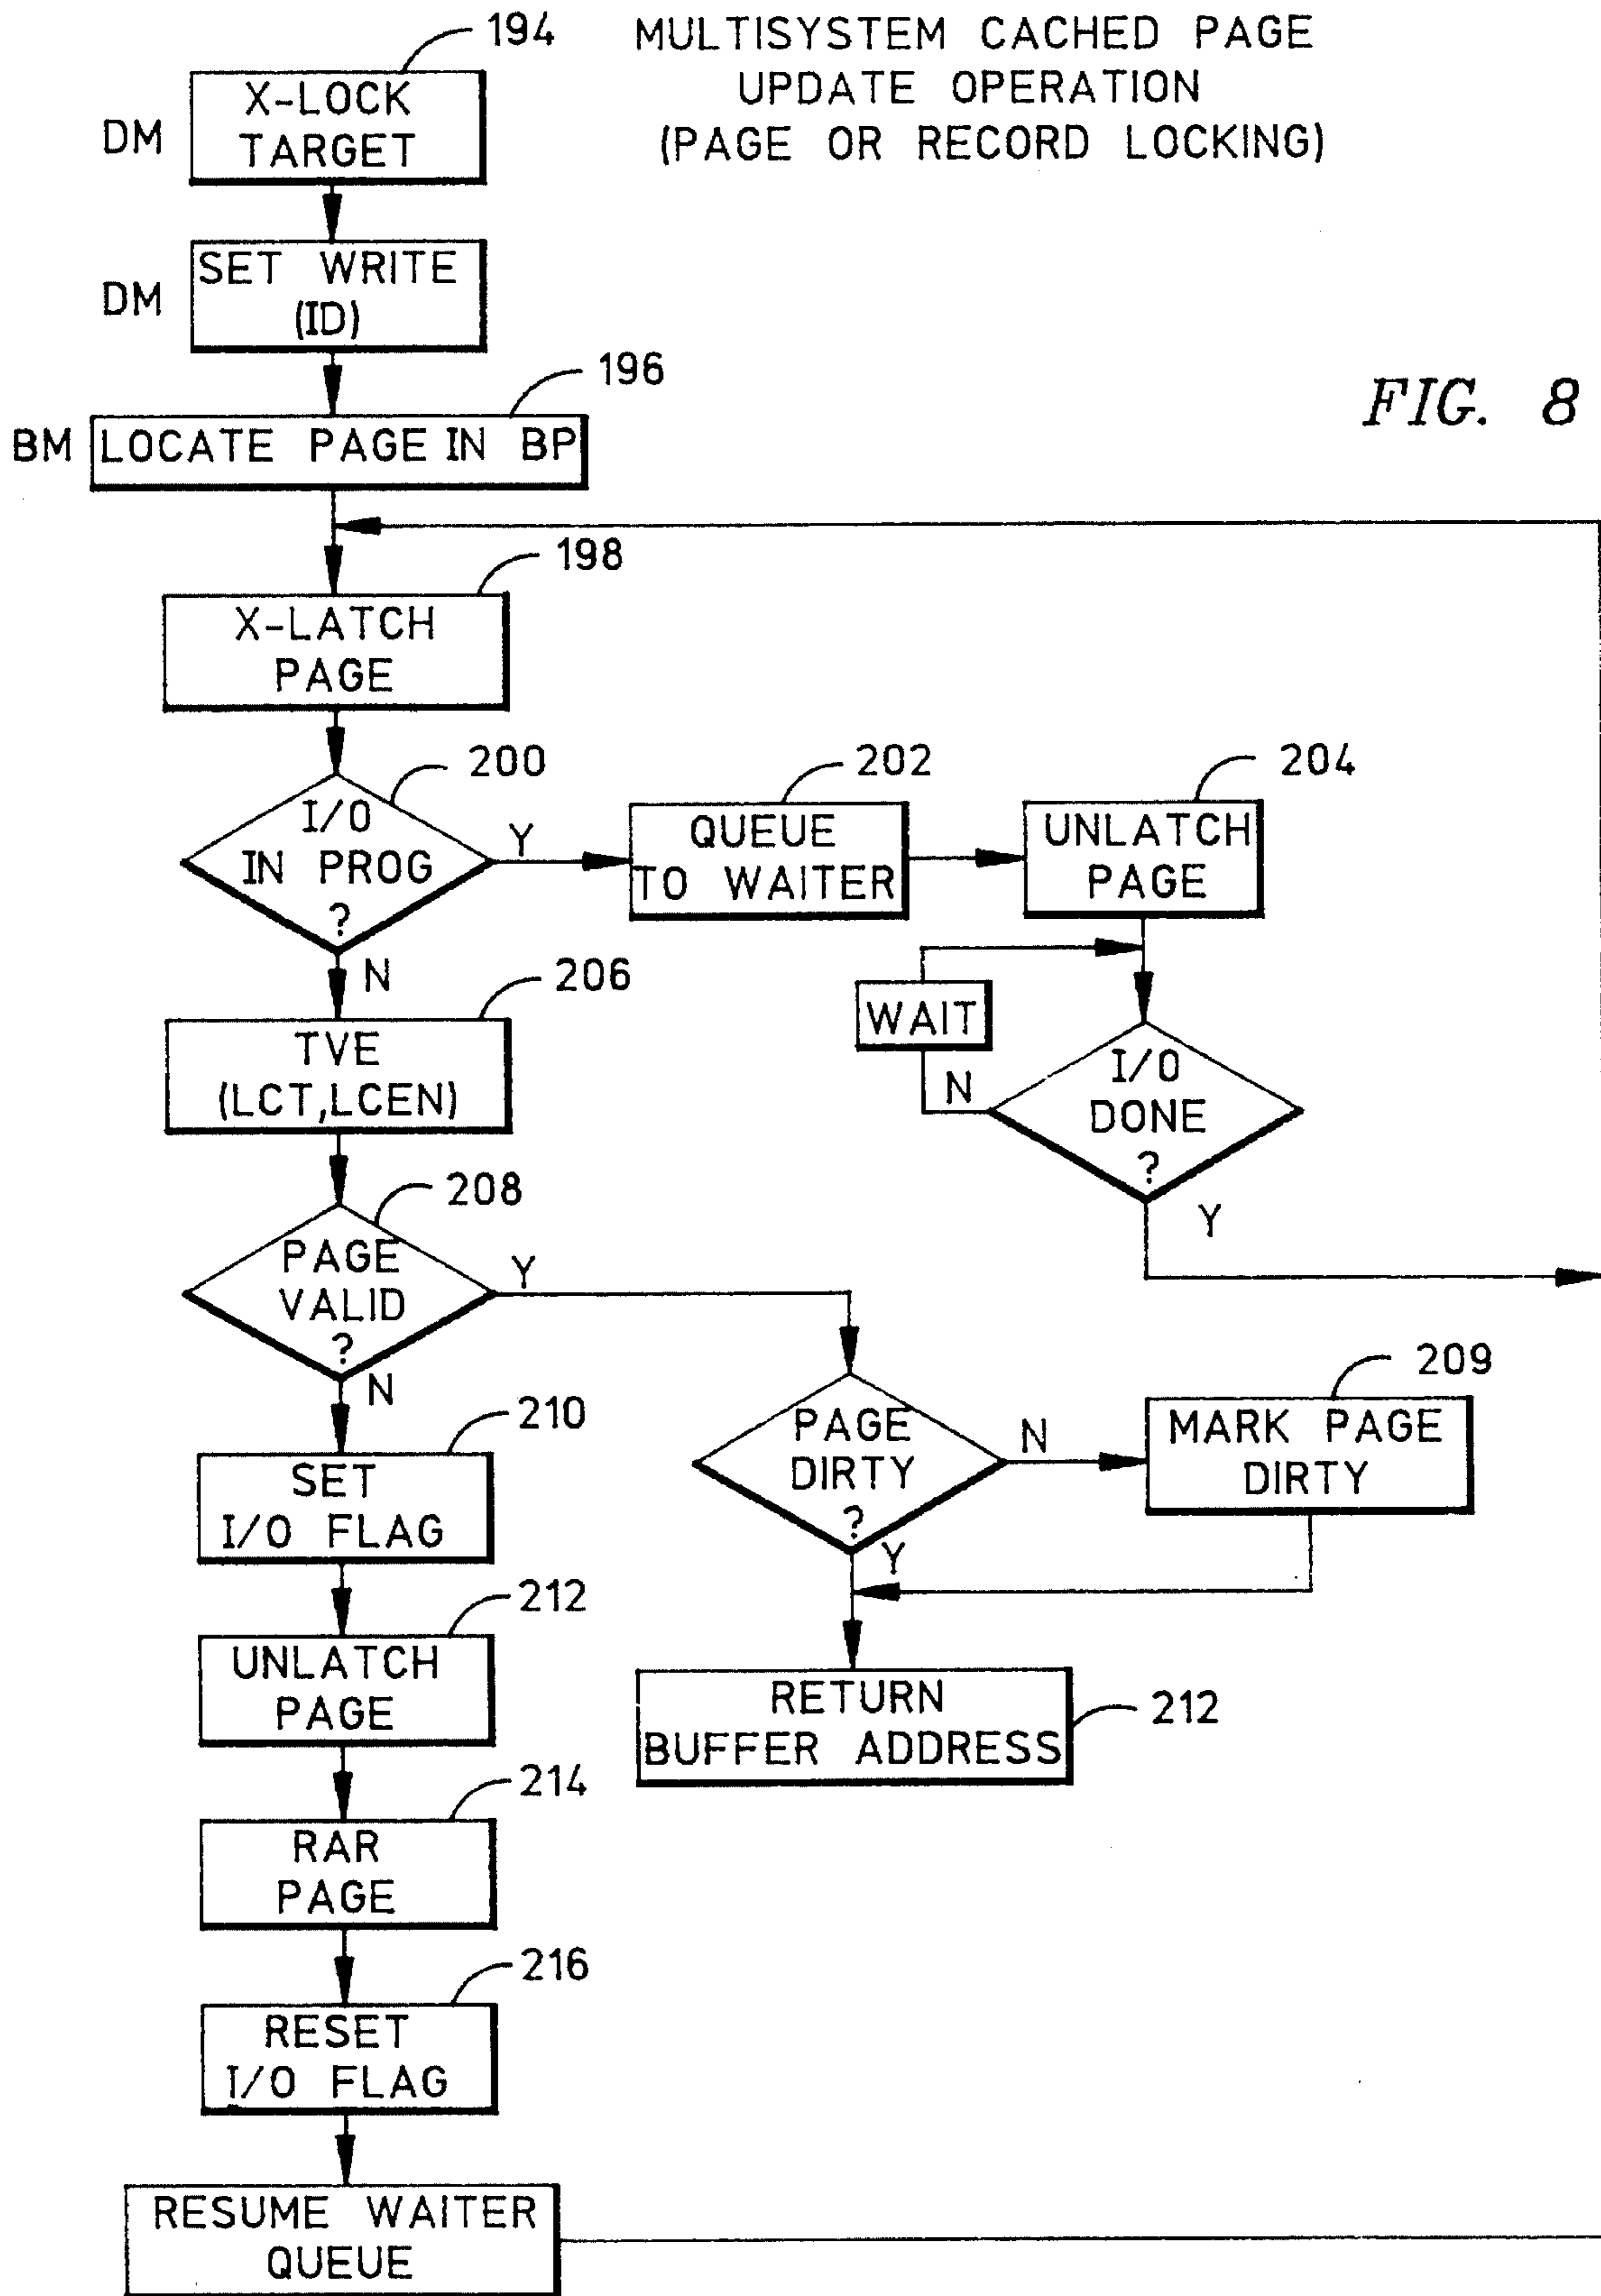 194
MULTISYSTEM CACHED PAGE
UPDATE OPERATION
(PAGE OR RECORD LOCKING)
DM
X-LOCK
TARGET
DM
SET WRITE
(ID)
196
FIG. 8
BM
LOCATE PAGE IN BP
198
X-LATCH
PAGE
200
I/O
IN PROG
?
Y
N
202
QUEUE
TO WAITER
204
UNLATCH
PAGE
WAIT
I/O
DONE
?
N
Y
206
TVE
(LCT,LCEN)
208
PAGE
VALID
?
Y
N
PAGE
DIRTY
?
N
Y
209
MARK PAGE
DIRTY
RETURN
BUFFER ADDRESS
212
210
SET
I/O FLAG
212
UNLATCH
PAGE
214
RAR
PAGE
216
RESET
I/O FLAG
RESUME WAITER
QUEUE